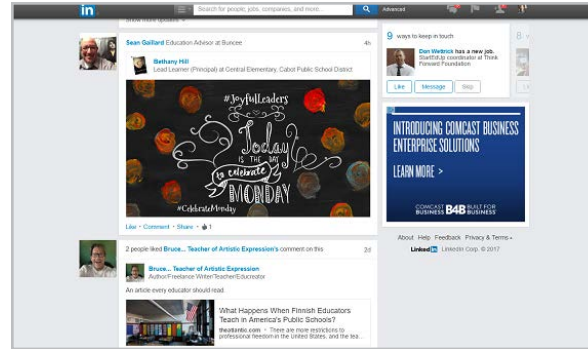 in
Search for people, jobs, companies, and more...
Advanced
Show more updates
Sean Gaillard Education Advisor at Buncee
4h
Bethany Hill
Lead Learner (Principal) at Central Elementary, Cabot Public School District
#JoyfulLeaders
Today
IS THE DAY
to celebrate
MONDAY
#CelebrateMonday
Like • Comment • Share • 1
2 people liked Bruce... Teacher of Artistic Expression's comment on this
2d
Bruce... Teacher of Artistic Expression
Author/Freelance Writer/Teacher/Educreator
An article every educator should read.
What Happens When Finnish Educators
Teach in America's Public Schools?
theatlantic.com • There are more restrictions to
professional freedom in the United States, and the tea...
9 ways to keep in touch
8
Don Wettrick has a new job.
StartEdUp coordinator at Think
Forward Foundation
Like Message Skip
INTRODUCING COMCAST BUSINESS
ENTERPRISE SOLUTIONS
LEARN MORE >
COMCAST BUSINESS B4B BUILT FOR BUSINESS
About Help Feedback Privacy & Terms
LinkedIn LinkedIn Corp. © 2017